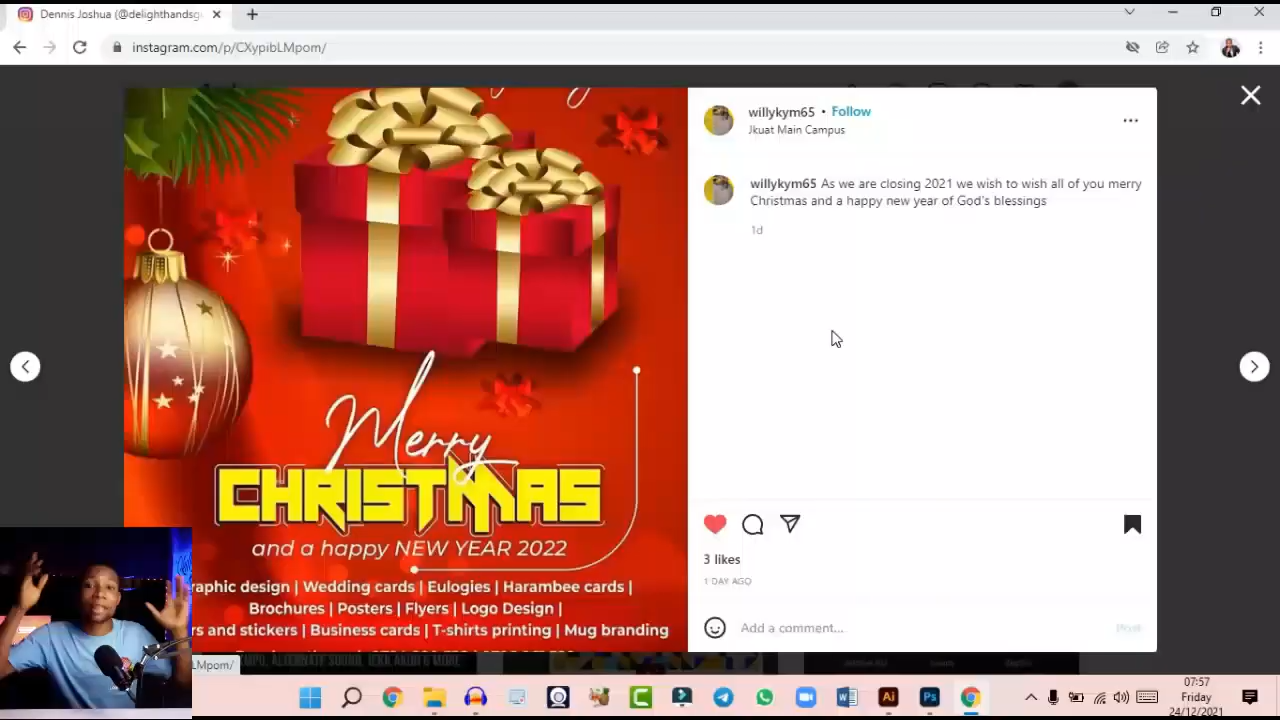 Dennis Joshua (@delighthandsg
instagram.com/p/CXypibLMpom/
willykym65 • Follow
Jkuat Main Campus
willykym65 As we are closing 2021 we wish to wish all of you merry
Christmas and a happy new year of God's blessings
1d
Merry
CHRISTMAS
and a happy NEW YEAR 2022
raphic design | Wedding cards | Eulogies | Harambee cards |
Brochures | Posters | Flyers | Logo Design |
rs and stickers | Business cards | T-shirts printing | Mug branding
3 likes
1 DAY AGO
Add a comment...
Post
LMpom/
07:57
Friday
24/12/2021